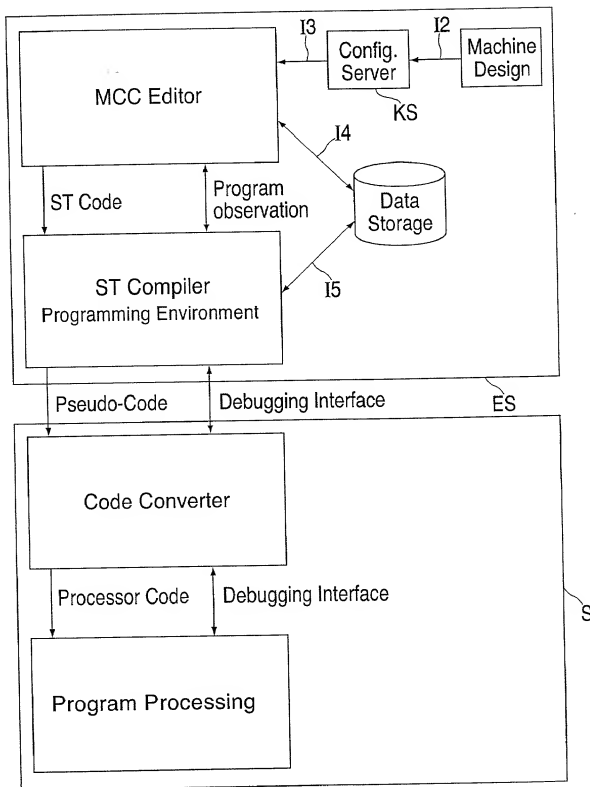 I3
I2
MCC Editor
Config.
Server
Machine
Design
KS
I4
ST Code
Program
observation
Data
Storage
I5
ST Compiler
Programming Environment
Pseudo-Code
Debugging Interface
ES
Code Converter
Processor Code
Debugging Interface
S
Program Processing